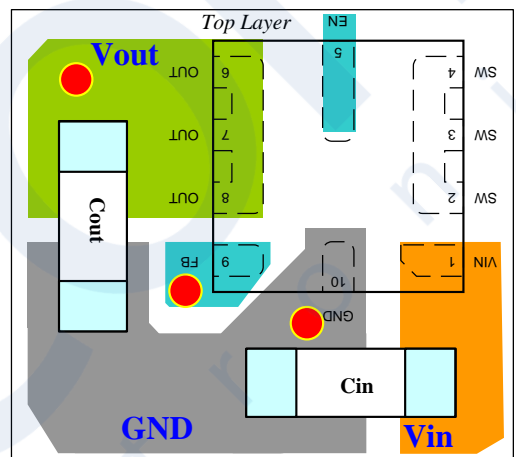 Top Layer
EN
5
Vout
OUT 6
4 SW
OUT 7
3 SW
OUT 8
2 SW
Cout
FB 9
10
1 VIN
GND
Cin
GND
Vin
r o n